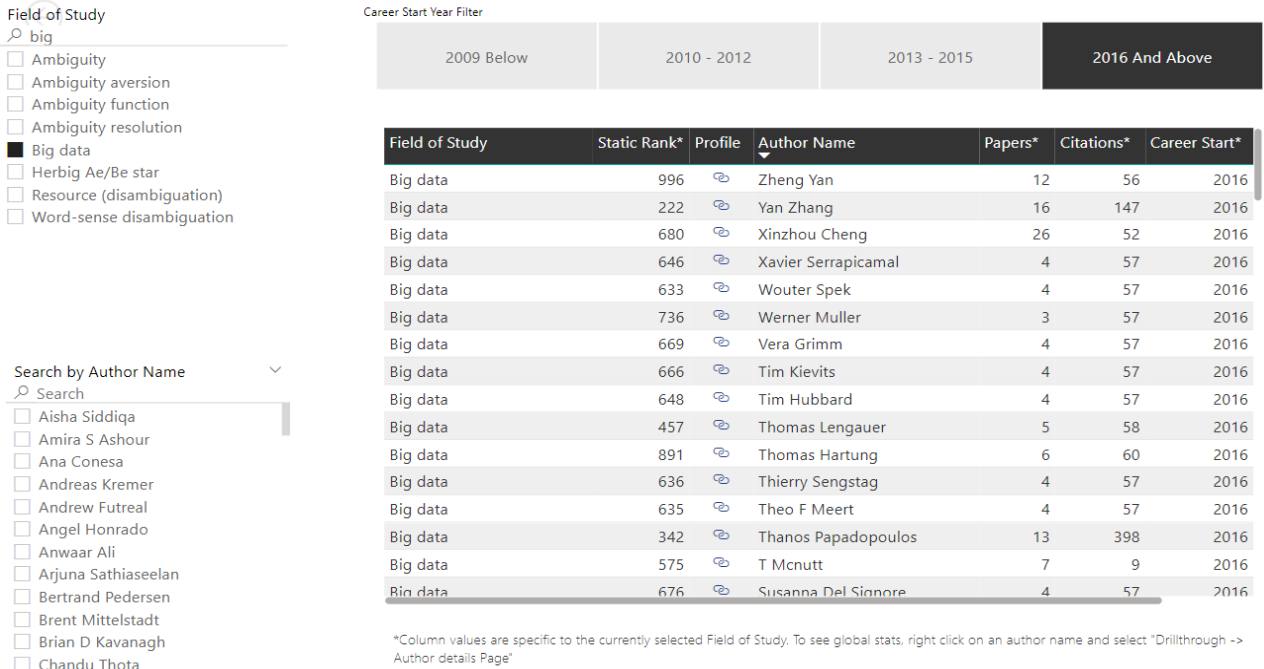 Field of Study
big
Ambiguity
Ambiguity aversion
Ambiguity function
Ambiguity resolution
Big data
Herbig Ae/Be star
Resource (disambiguation)
Word-sense disambiguation
Search by Author Name
Search
Aisha Siddiqa
Amira S Ashour
Ana Conesa
Andreas Kremer
Andrew Futreal
Angel Honrado
Anwaar Ali
Arjuna Sathiaseelan
Bertrand Pedersen
Brent Mittelstadt
Brian D Kavanagh
Chandu Thota
Career Start Year Filter
2009 Below 2010 - 2012 2013 - 2015 2016 And Above
Field of Study Static Rank* Profile Author Name Papers* Citations* Career Start*
Big data 996 Zheng Yan 12 56 2016
Big data 222 Yan Zhang 16 147 2016
Big data 680 Xinzhou Cheng 26 52 2016
Big data 646 Xavier Serrapicamal 4 57 2016
Big data 633 Wouter Spek 4 57 2016
Big data 736 Werner Muller 3 57 2016
Big data 669 Vera Grimm 4 57 2016
Big data 666 Tim Kievits 4 57 2016
Big data 648 Tim Hubbard 4 57 2016
Big data 457 Thomas Lengauer 5 58 2016
Big data 891 Thomas Hartung 6 60 2016
Big data 636 Thierry Sengstag 4 57 2016
Big data 635 Theo F Meert 4 57 2016
Big data 342 Thanos Papadopoulos 13 398 2016
Big data 575 T Mcnutt 7 9 2016
Big data 676 Susanna Del Signore 4 57 2016
*Column values are specific to the currently selected Field of Study. To see global stats, right click on an author name and select "Drillthrough ->
Author details Page"